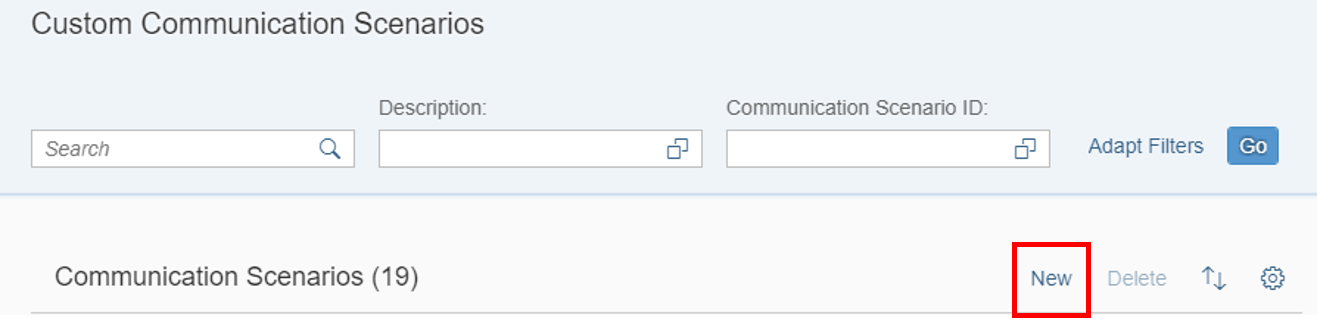 Custom Communication Scenarios
Description:
Communication Scenario ID:
Search
Adapt Filters
Go
Communication Scenarios (19)
New
Delete